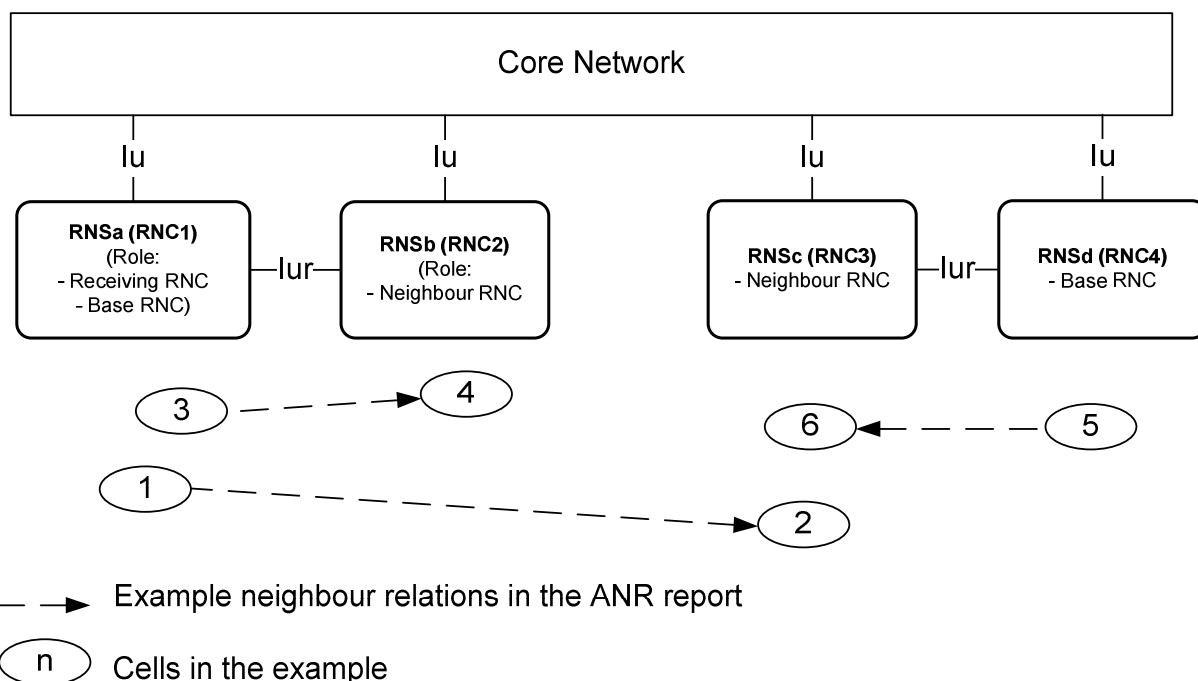 Core Network
Iu
Iu
Iu
Iu
RNSa (RNC1)
(Role:
- Receiving RNC
- Base RNC)
Iur
RNSb (RNC2)
(Role:
- Neighbour RNC
RNSc (RNC3)
- Neighbour RNC
Iur
RNSd (RNC4)
- Base RNC
3
4
6
5
1
2
Example neighbour relations in the ANR report
n
Cells in the example